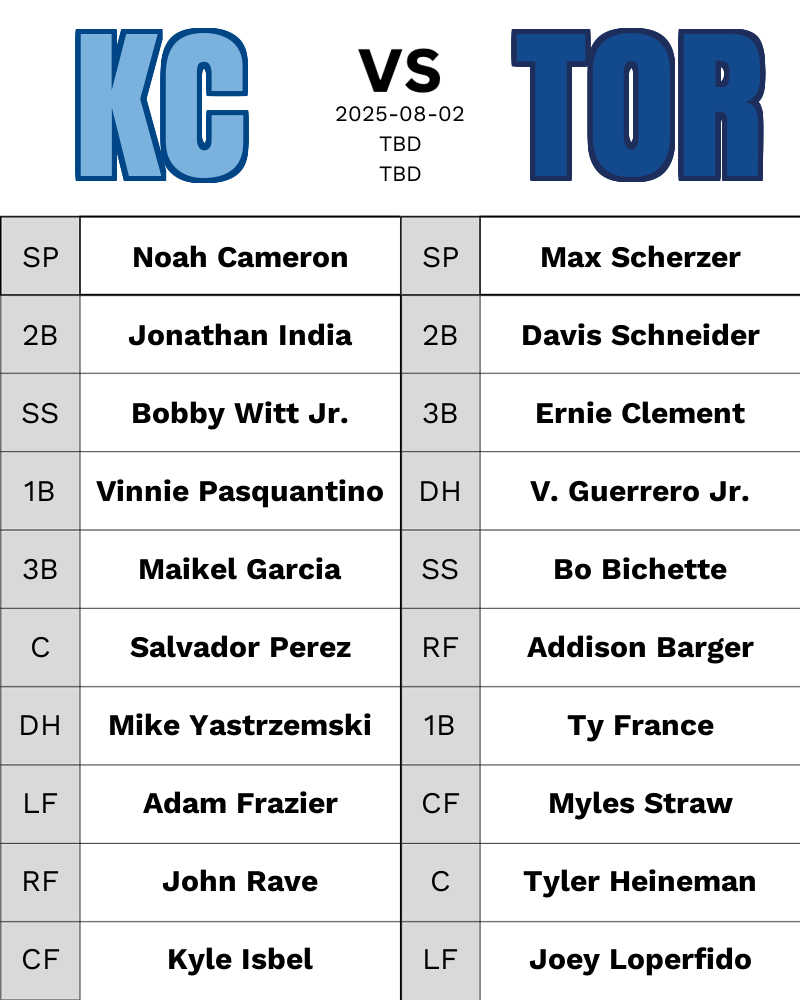 KC VS TOR
2025-08-02
TBD
TBD
SP Noah Cameron SP Max Scherzer
2B Jonathan India 2B Davis Schneider
SS Bobby Witt Jr. 3B Ernie Clement
1B Vinnie Pasquantino DH V. Guerrero Jr.
3B Maikel Garcia SS Bo Bichette
C Salvador Perez RF Addison Barger
DH Mike Yastrzemski 1B Ty France
LF Adam Frazier CF Myles Straw
RF John Rave C Tyler Heineman
CF Kyle Isbel LF Joey Loperfido